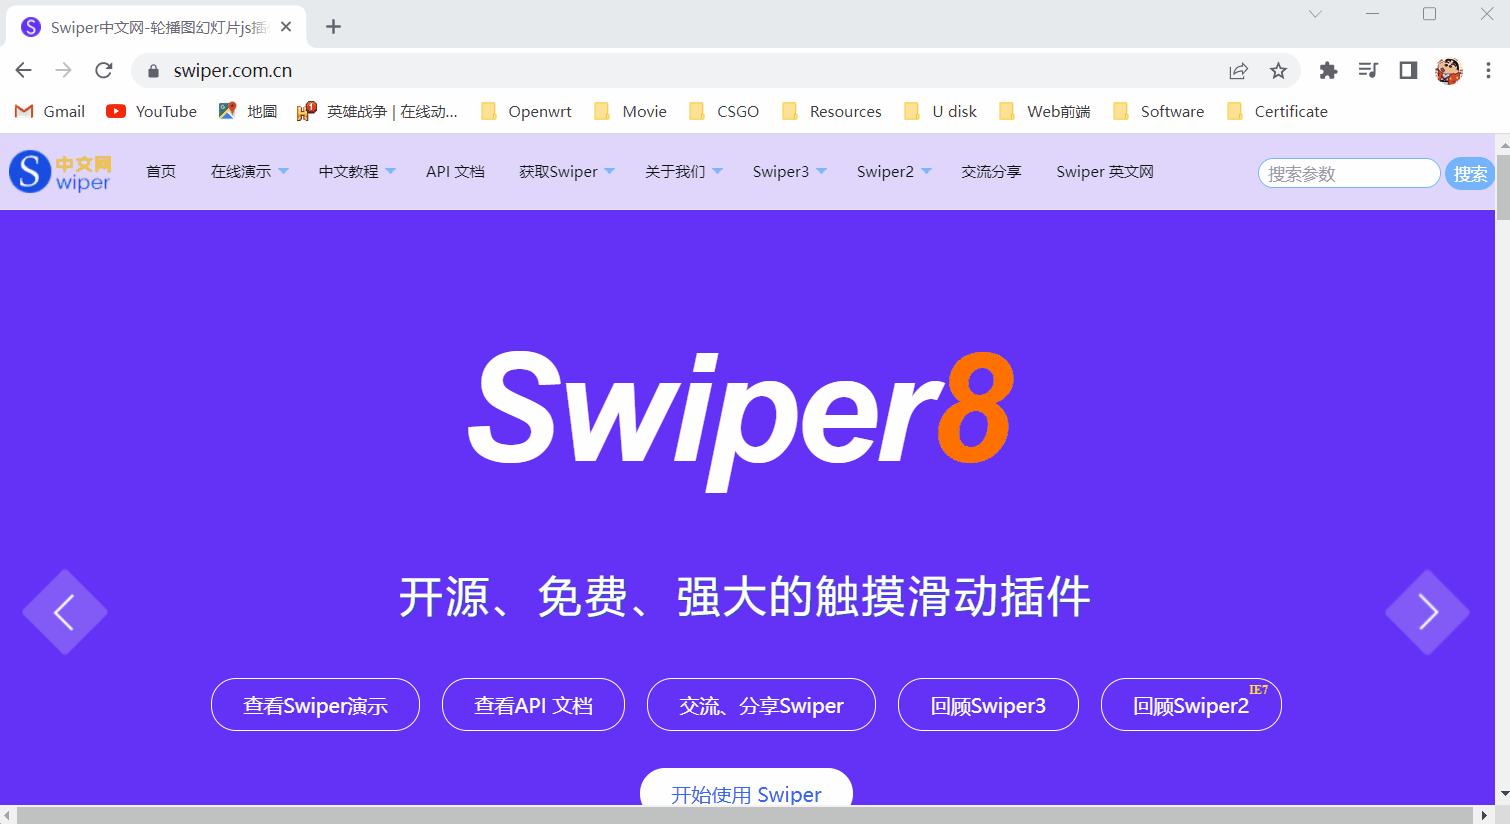 Swiper中文网-轮播图幻灯片js插
swiper.com.cn
Gmail YouTube 地圖 英雄战争 | 在线动... Openwrt Movie CSGO Resources U disk Web前端 Software Certificate
S 中文网 wiper
首页 在线演示 中文教程 API 文档 获取Swiper 关于我们 Swiper3 Swiper2 交流分享 Swiper 英文网 搜索参数 搜索
Swiper8
开源、免费、强大的触摸滑动插件
查看Swiper演示 查看API 文档 交流、分享Swiper 回顾Swiper3 回顾Swiper2 IE7
开始使用 Swiper